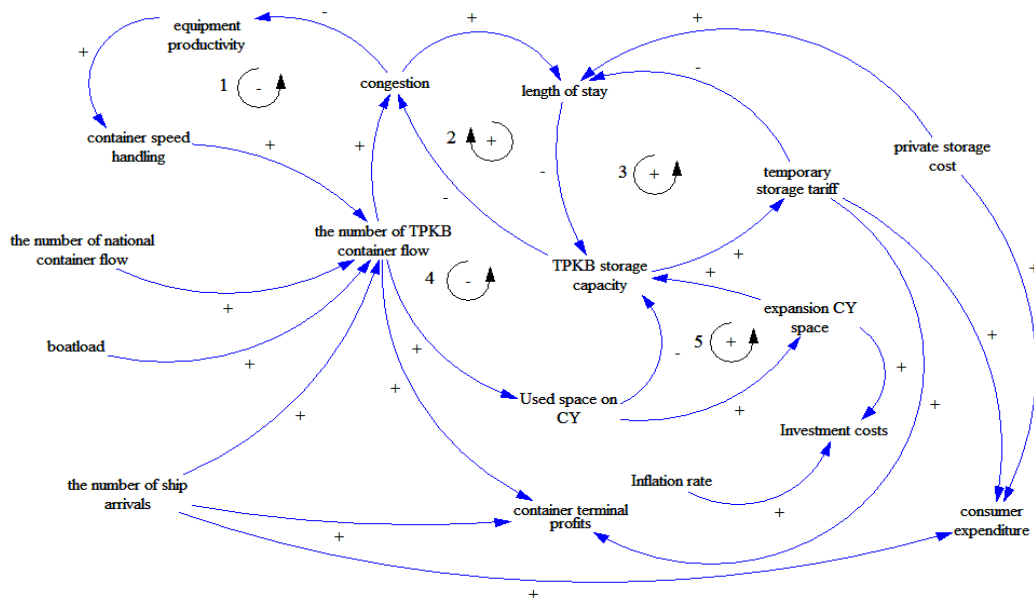 equipment
productivity
-
+
+
+
1
-
congestion
length of stay
-
container speed
handling
+
+
2
+
-
3
+
private storage
cost
temporary
storage tariff
-
the number of national
container flow
the number of TPKB
container flow
4
-
TPKB storage
capacity
+
+
+
expansion CY
space
+
boatload
+
+
-
5
+
+
+
+
Used space on
CY
+
+
+
Investment costs
the number of ship
arrivals
Inflation rate
container terminal
profits
+
+
consumer
expenditure
+